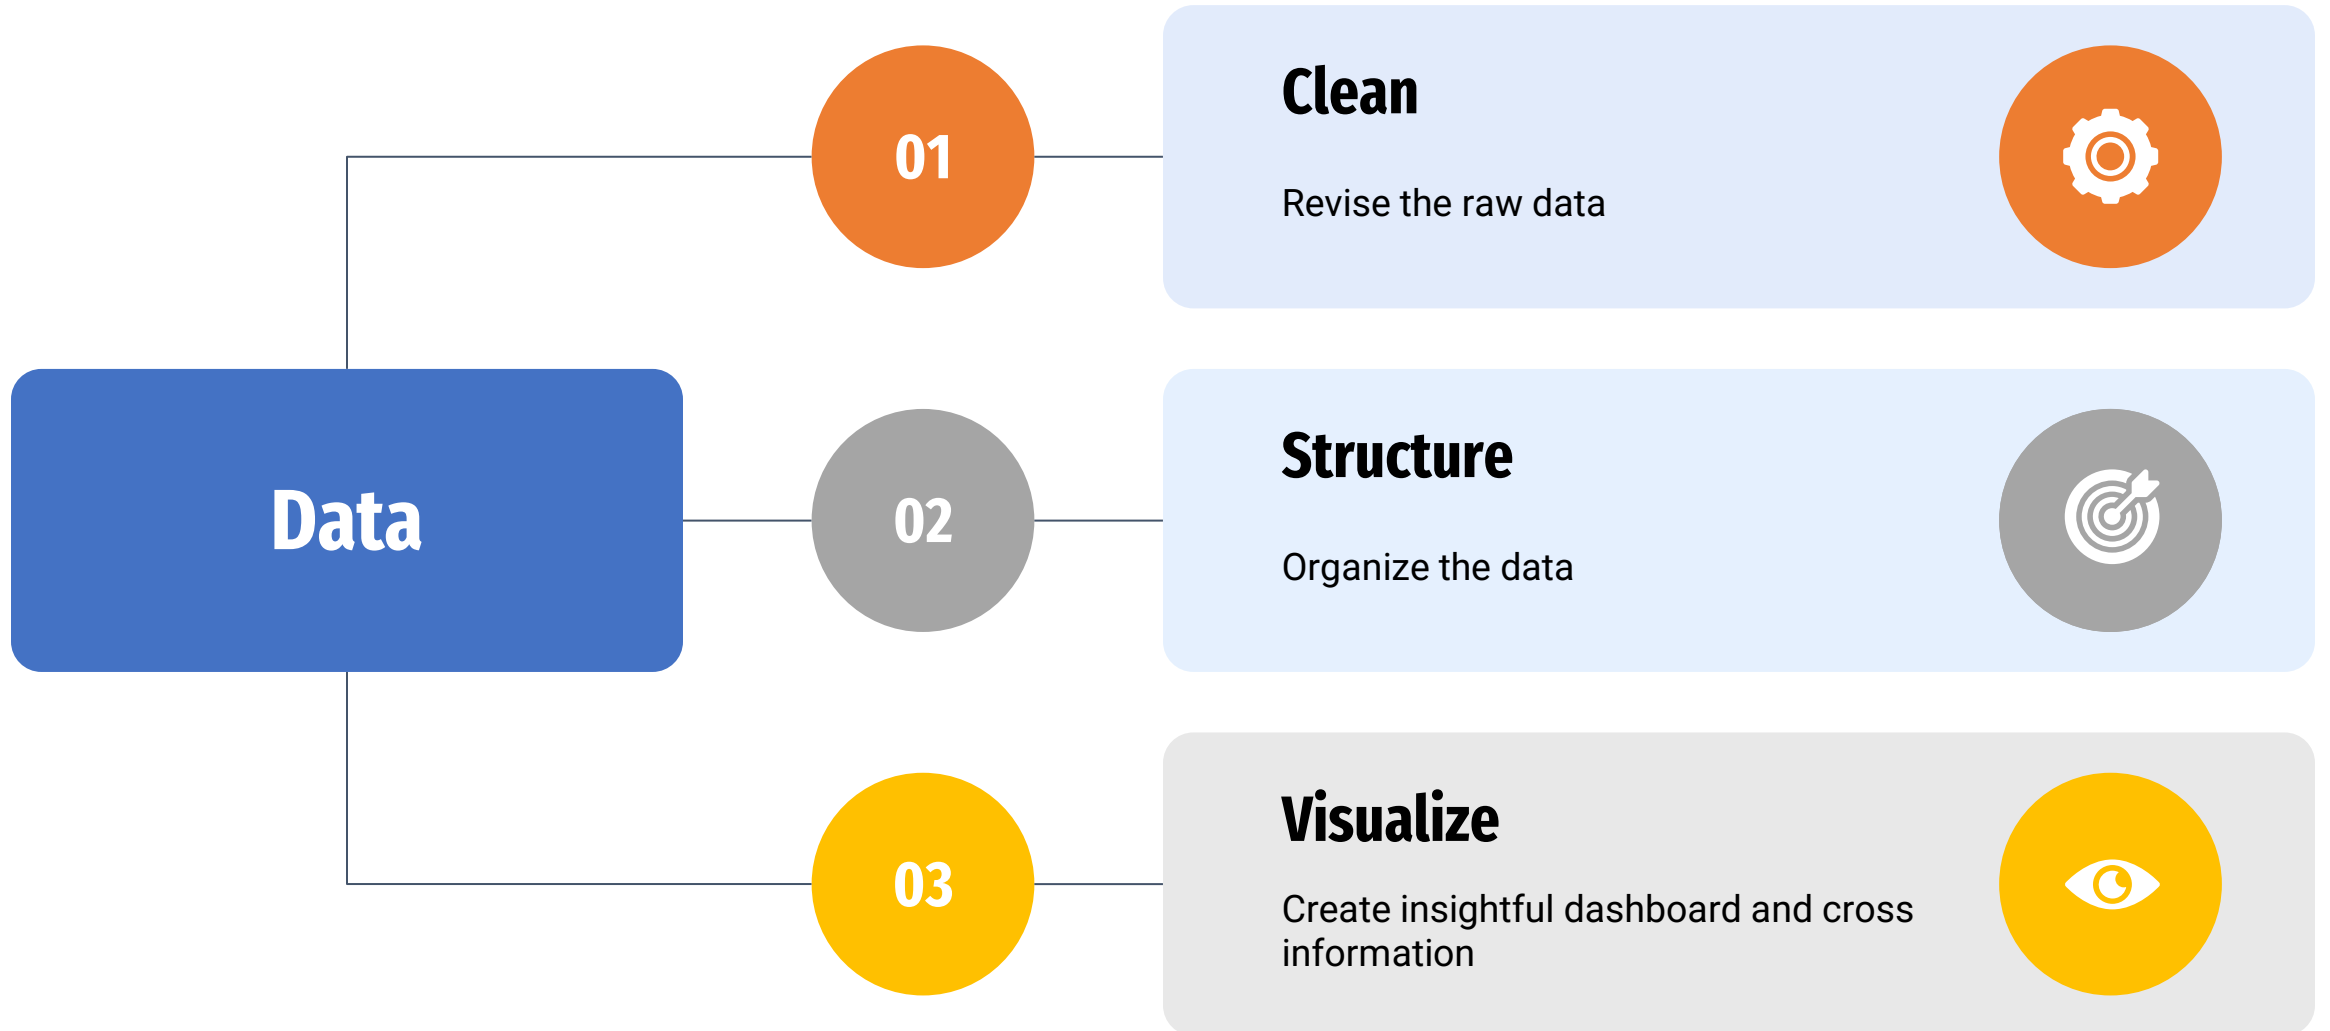 Data
01
Clean
Revise the raw data
02
Structure
Organize the data
03
Visualize
Create insightful dashboard and cross
information